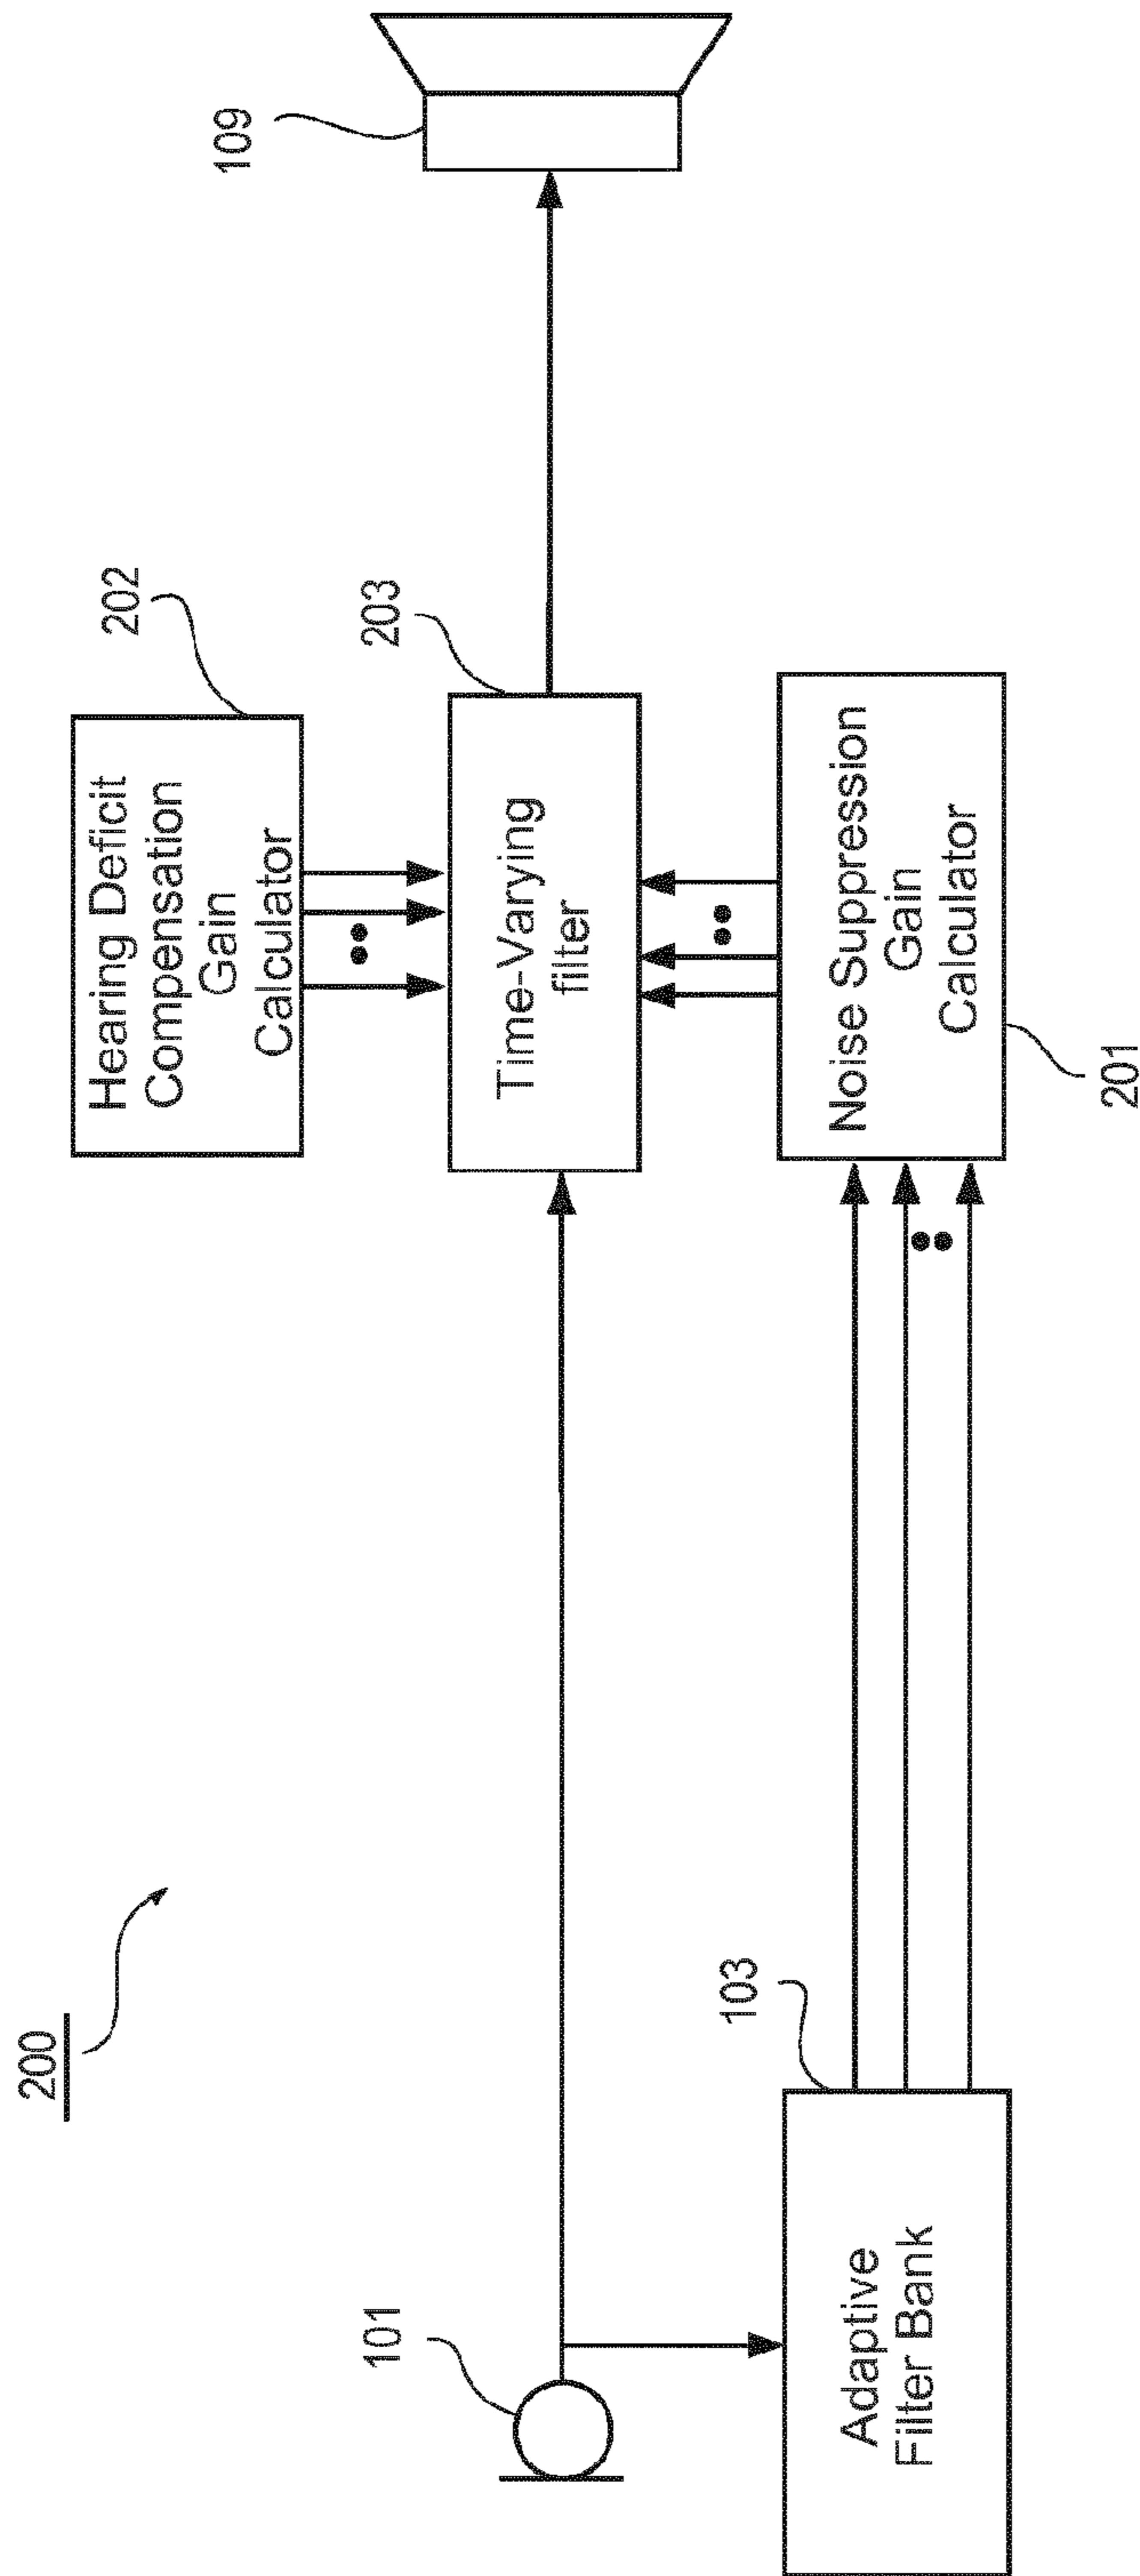 200
101
Adaptive
Filter Bank
103
Hearing Deficit
Compensation
Gain
Calculator
202
Time-Varying
filter
203
Noise Suppression
Gain
Calculator
201
109